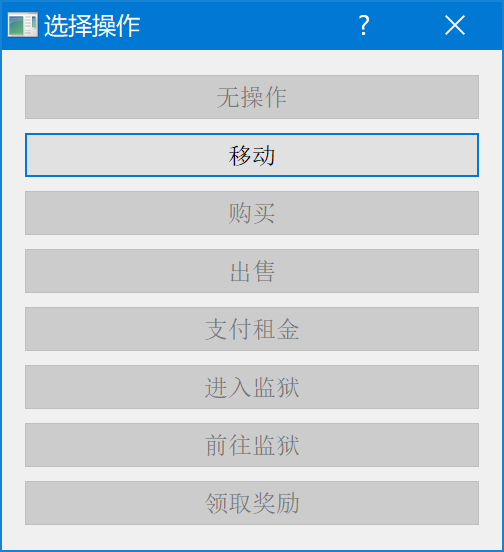 选择操作 ?
无操作
移动
购买
出售
支付租金
进入监狱
前往监狱
领取奖励